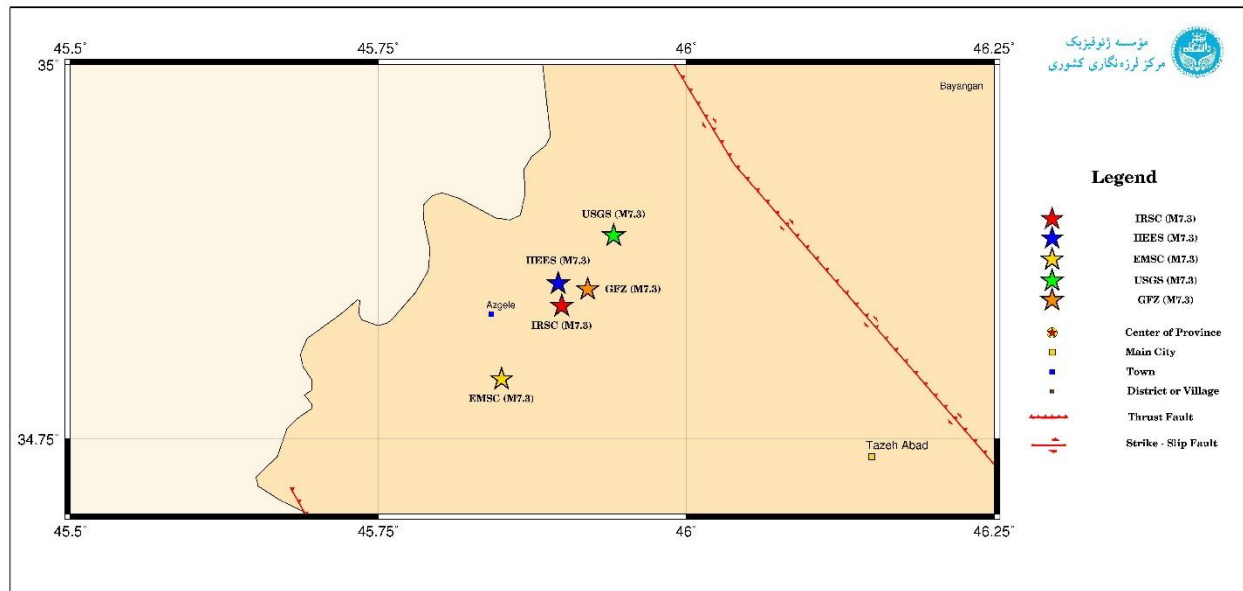 45.5°
45.75°
46°
46.25°
35°
34.75°
Bayangan
USGS (M7.3)
IIEES (M7.3)
GFZ (M7.3)
Azgele
IRSC (M7.3)
EMSC (M7.3)
Tazeh Abad
45.5°
45.75°
46°
46.25°
مؤسسه ژئوفیزیک
مرکز لرزه نگاری کشوری
Legend
IRSC (M7.3)
IIEES (M7.3)
EMSC (M7.3)
USGS (M7.3)
GFZ (M7.3)
Center of Province
Main City
Town
District or Village
Thrust Fault
Strike - Slip Fault